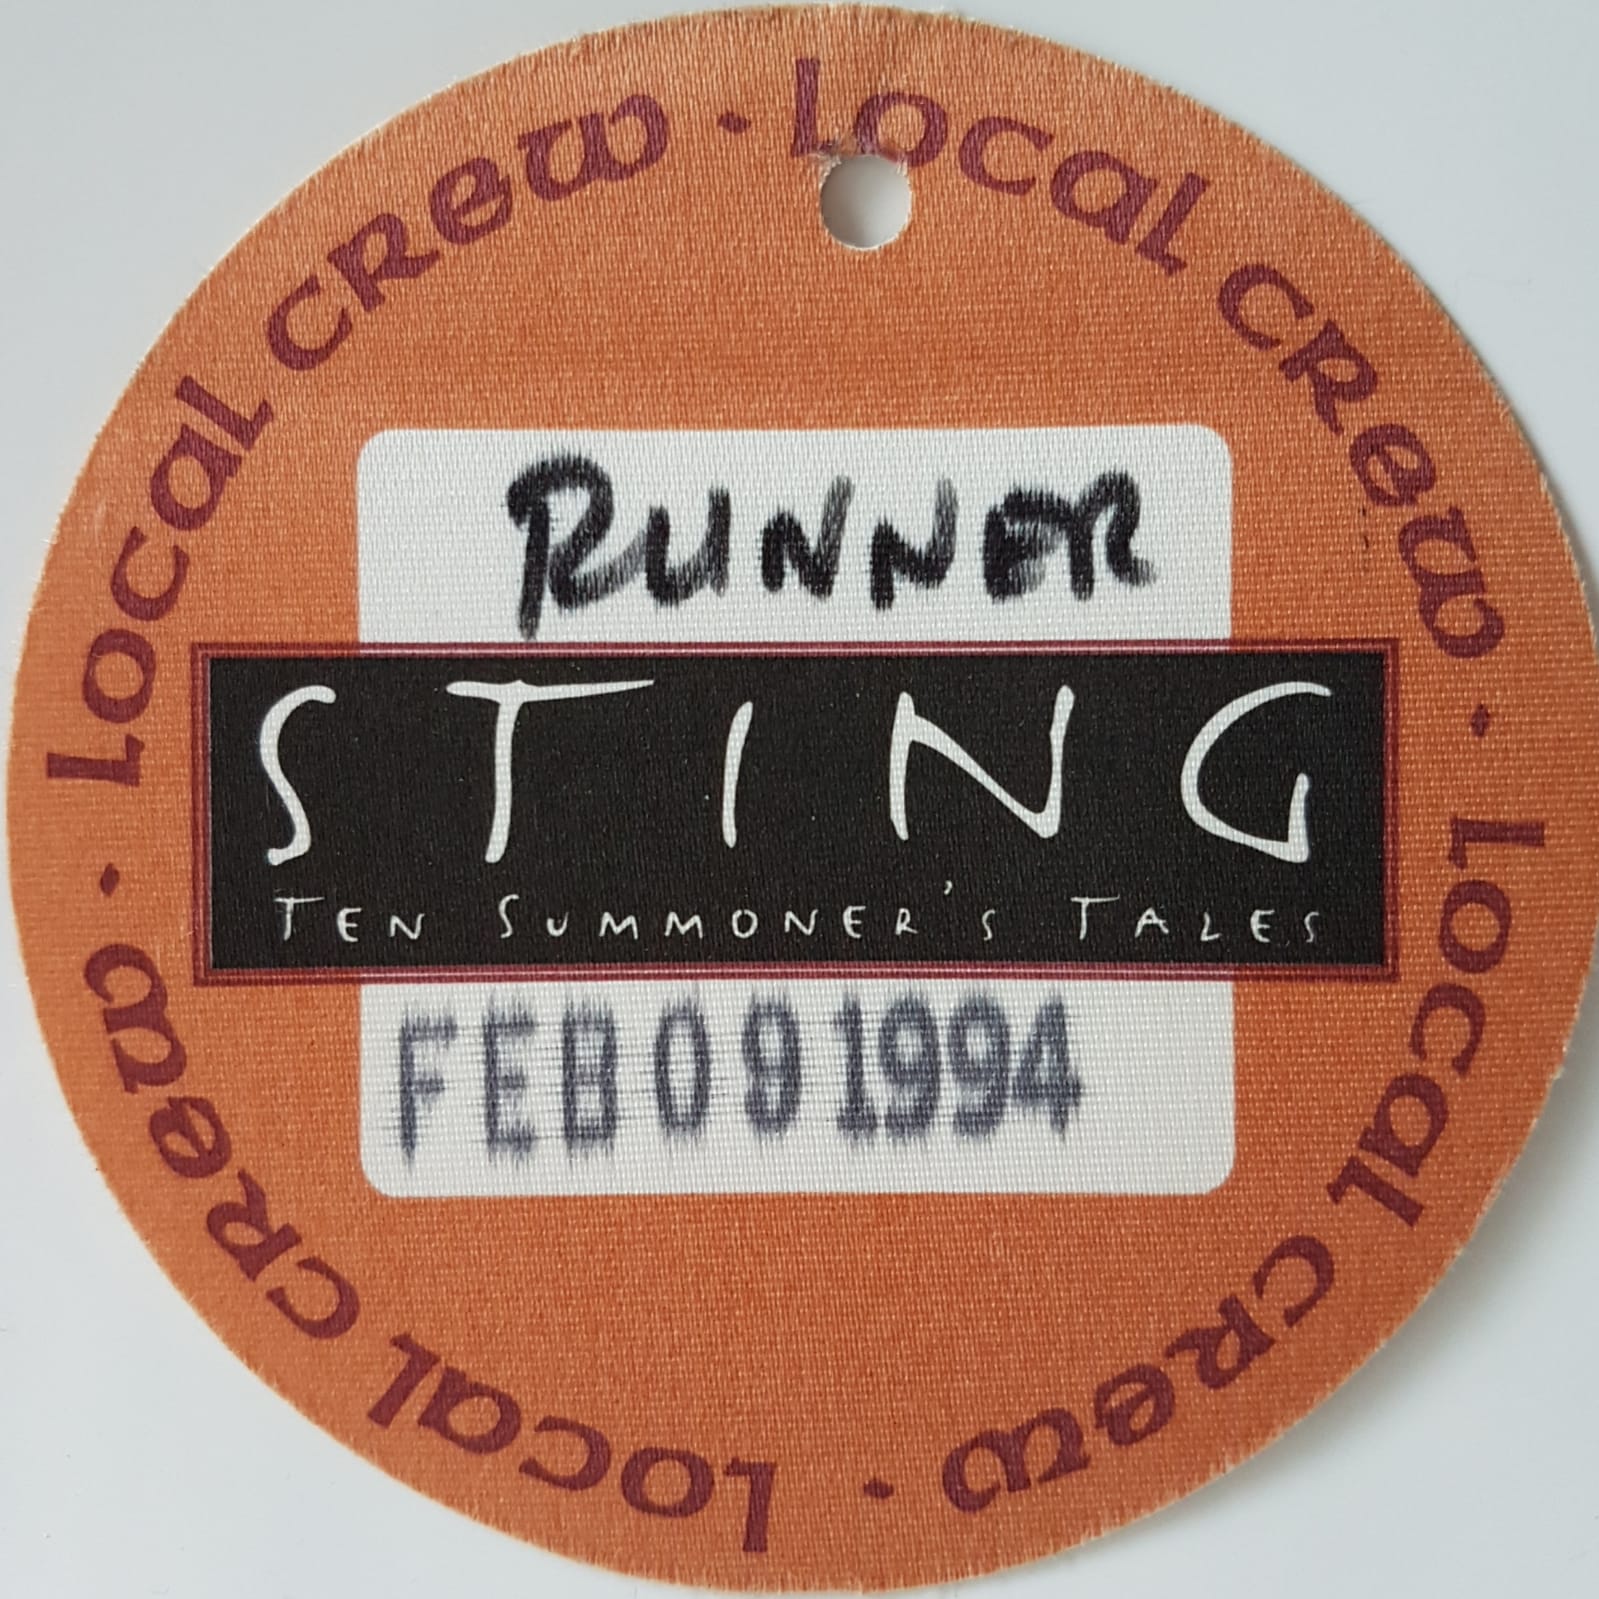 Local Crew · Local Crew · Local Crew · Local Crew ·
RUNNER
STING
TEN SUMMONER'S TALES
FEB 09 1994